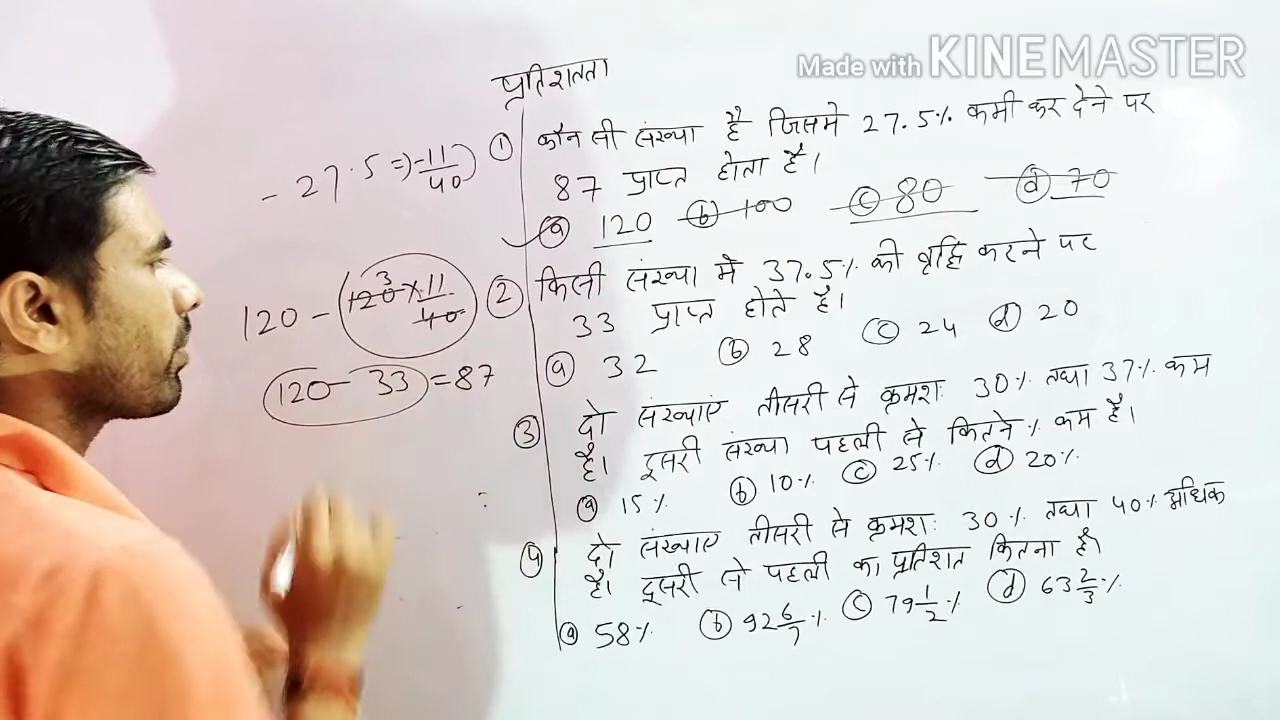 Made with KINEMASTER
प्रतिशतता
① कौन सी संख्या है जिसमे 27.5% कमी कर देने पर
87 प्राप्त होता है।
ⓐ 120 ⓑ 100 ⓒ 80 ⓓ 70
② किसी संख्या मे 37.5% की वृद्धि करने पर
33 प्राप्त होते है।
ⓐ 32 ⓑ 28 ⓒ 24 ⓓ 20
③ दो संख्याएं तीसरी से क्रमशः 30% तथा 37% कम
है। दूसरी संख्या पहली से कितने % कम है।
ⓐ 15% ⓑ 10% ⓒ 25% ⓓ 20%
④ दो संख्याए तीसरी से क्रमशः 30% तथा 40% अधिक
है। दूसरी से पहली का प्रतिशत कितना है।
ⓐ 58% ⓑ 92 6/7 % ⓒ 79 1/2 % ⓓ 63 2/3 %
- 27.5 => -11/40
120 - (120 × 11/40)
3
120 - 33 = 87